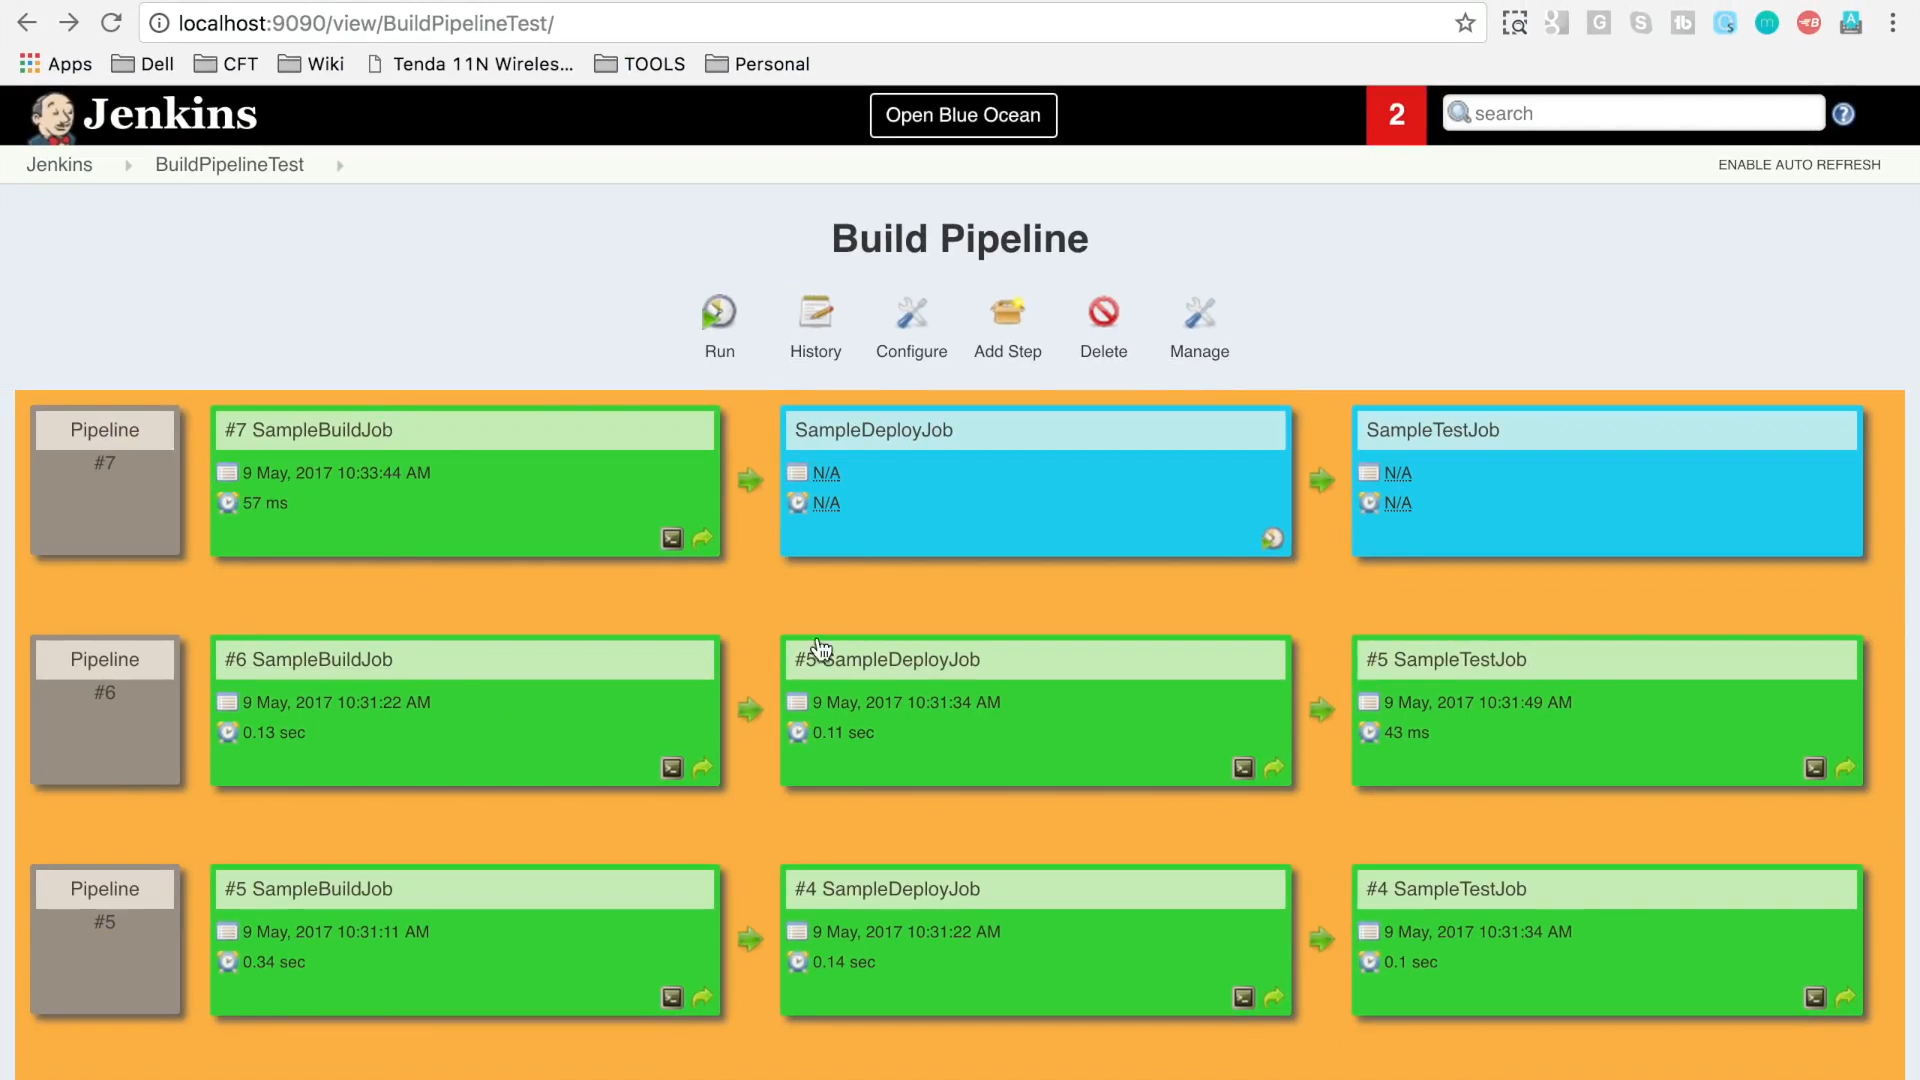 localhost:9090/view/BuildPipelineTest/
Apps Dell CFT Wiki Tenda 11N Wireles... TOOLS Personal
Jenkins Open Blue Ocean 2 search
Jenkins BuildPipelineTest ENABLE AUTO REFRESH
Build Pipeline
Run History Configure Add Step Delete Manage
Pipeline #7 SampleBuildJob SampleDeployJob SampleTestJob
#7 9 May, 2017 10:33:44 AM N/A N/A
57 ms N/A N/A
Pipeline #6 SampleBuildJob #5 SampleDeployJob #5 SampleTestJob
#6 9 May, 2017 10:31:22 AM 9 May, 2017 10:31:34 AM 9 May, 2017 10:31:49 AM
0.13 sec 0.11 sec 43 ms
Pipeline #5 SampleBuildJob #4 SampleDeployJob #4 SampleTestJob
#5 9 May, 2017 10:31:11 AM 9 May, 2017 10:31:22 AM 9 May, 2017 10:31:34 AM
0.34 sec 0.14 sec 0.1 sec